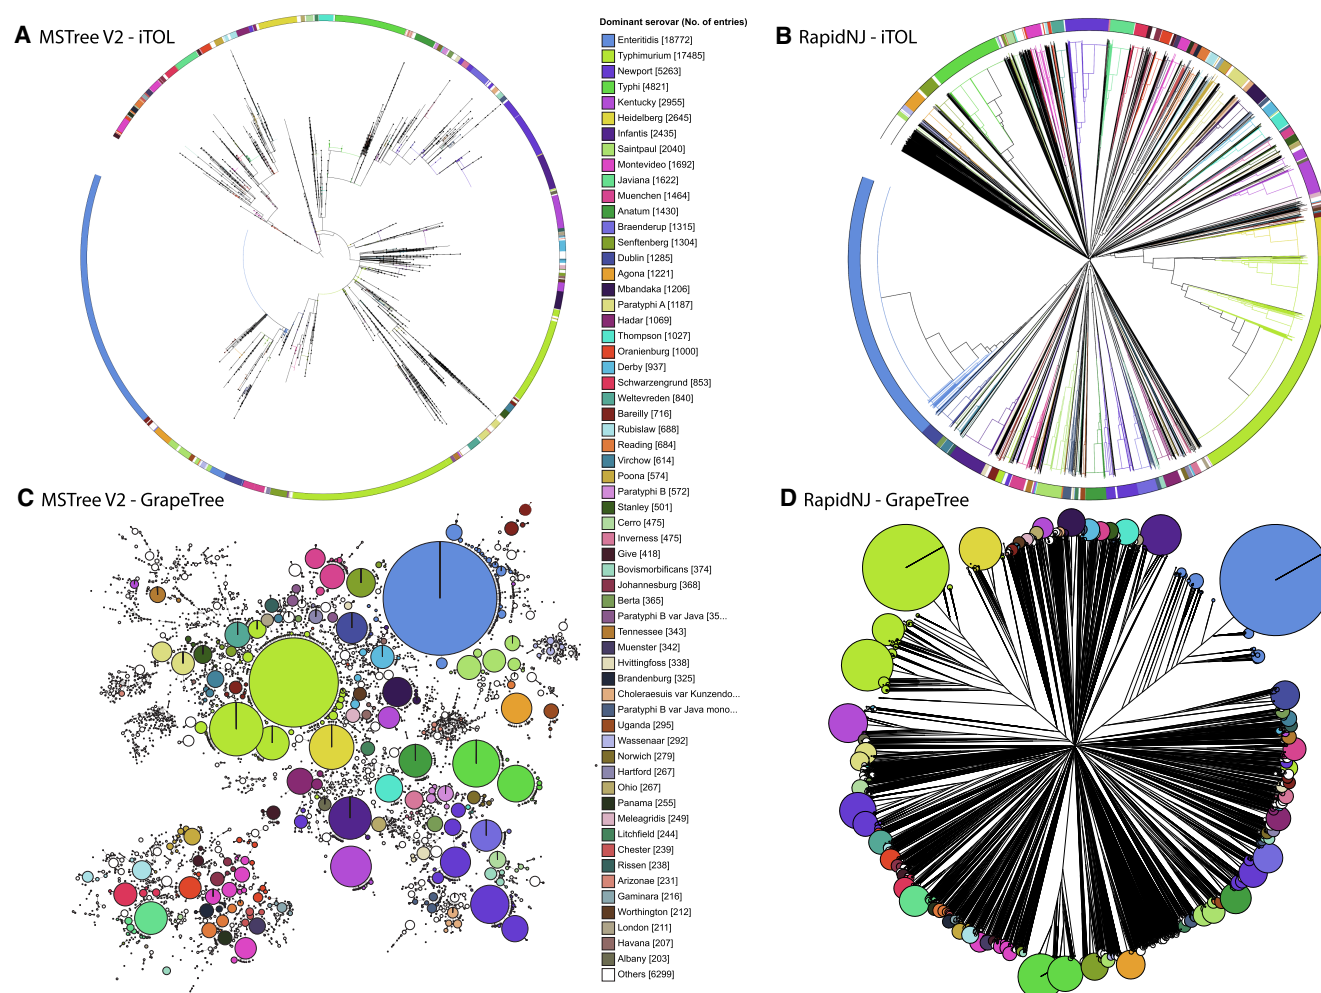 A MSTree V2 - iTOL
Dominant serovar (No. of entries)
Enteritidis [18772]
Typhimurium [17485]
Newport [5263]
Typhi [4821]
Kentucky [2955]
Heidelberg [2645]
Infantis [2435]
Saintpaul [2040]
Montevideo [1692]
Javiana [1622]
Muenchen [1464]
Anatum [1430]
Braenderup [1315]
Senftenberg [1304]
Dublin [1285]
Agona [1221]
Mbandaka [1206]
Paratyphi A [1187]
Hadar [1069]
Thompson [1027]
Oranienburg [1000]
Derby [937]
Schwarzengrund [853]
Weltevreden [840]
Bareilly [716]
Rubislaw [688]
Reading [684]
Virchow [614]
Poona [574]
Paratyphi B [572]
Stanley [501]
Cerro [475]
Inverness [475]
Give [418]
Bovismorbificans [374]
Johannesburg [368]
Berta [365]
Paratyphi B var Java [35...
Tennessee [343]
Muenster [342]
Hvittingfoss [338]
Brandenburg [325]
Choleraesuis var Kunzendo...
Paratyphi B var Java mono...
Uganda [295]
Wassenaar [292]
Norwich [279]
Hartford [267]
Ohio [267]
Panama [255]
Meleagridis [249]
Litchfield [244]
Chester [239]
Rissen [238]
Arizonae [231]
Gaminara [216]
Worthington [212]
London [211]
Havana [207]
Albany [203]
Others [6299]
B RapidNJ - iTOL
C MSTree V2 - GrapeTree
D RapidNJ - GrapeTree